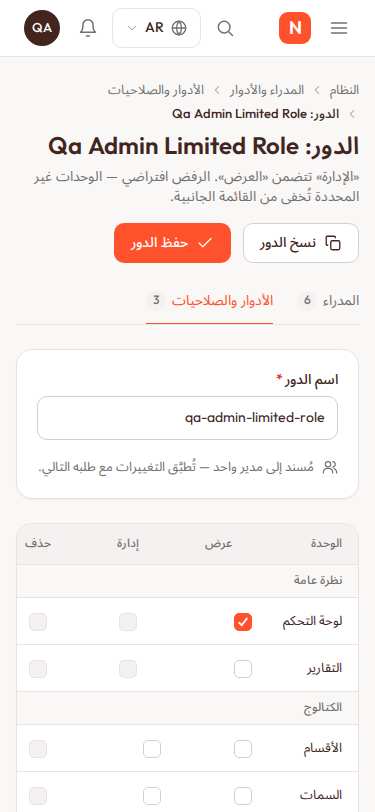 N
AR
QA
النظام > المدراء والأدوار > الأدوار والصلاحيات
> الدور: Qa Admin Limited Role
الدور: Qa Admin Limited Role
«الإدارة» تتضمن «العرض». الرفض افتراضي — الوحدات غير
المحددة تُخفى من القائمة الجانبية.
نسخ الدور
حفظ الدور
المدراء 6
الأدوار والصلاحيات 3
اسم الدور *
qa-admin-limited-role
مُسند إلى مدير واحد — تُطبَّق التغييرات مع طلبه التالي.
الوحدة عرض إدارة حذف
نظرة عامة
لوحة التحكم
التقارير
الكتالوج
الأقسام
السمات